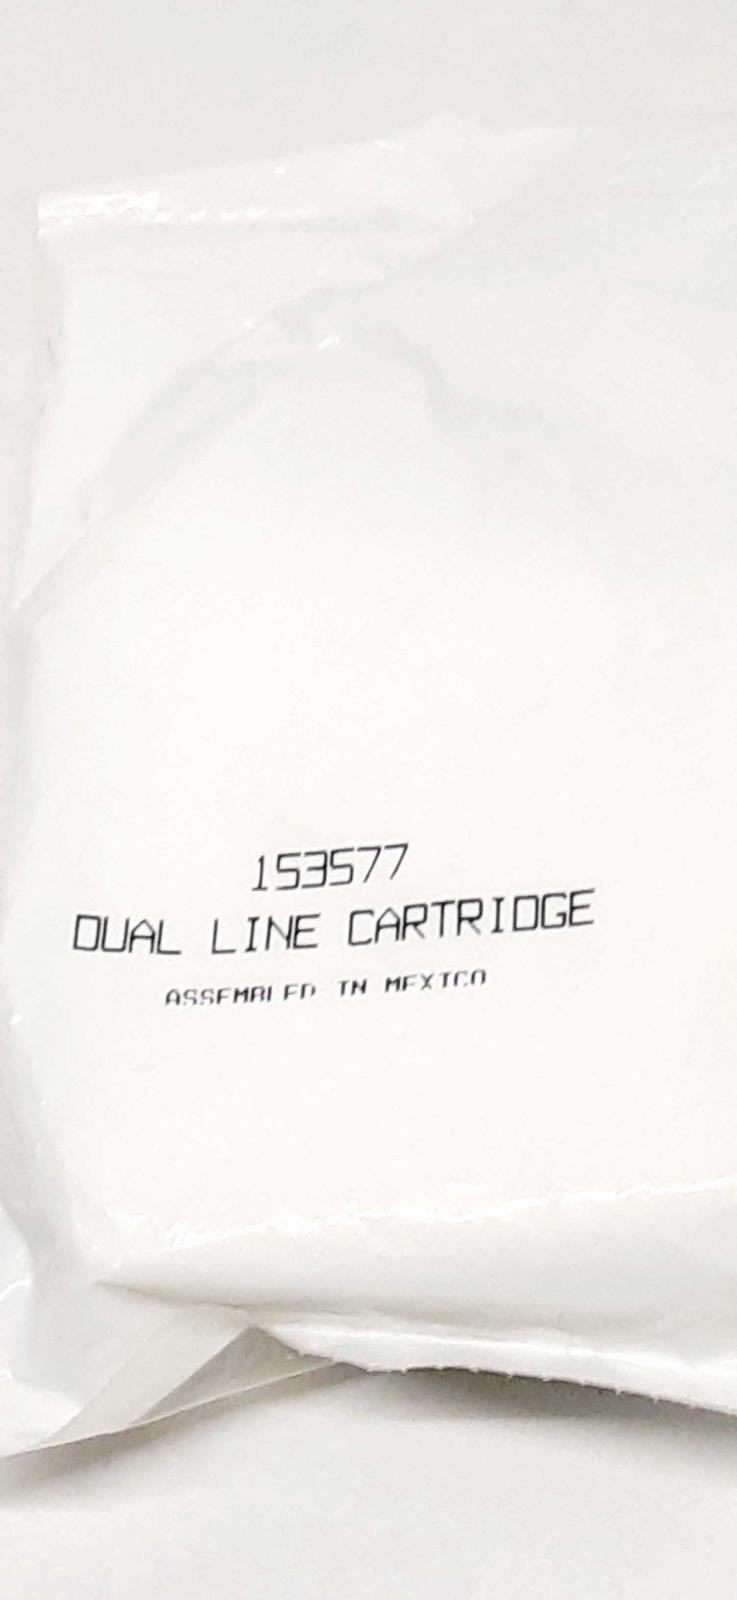 153577
DUAL LINE CARTRIDGE
ASSEMBLED IN MEXICO